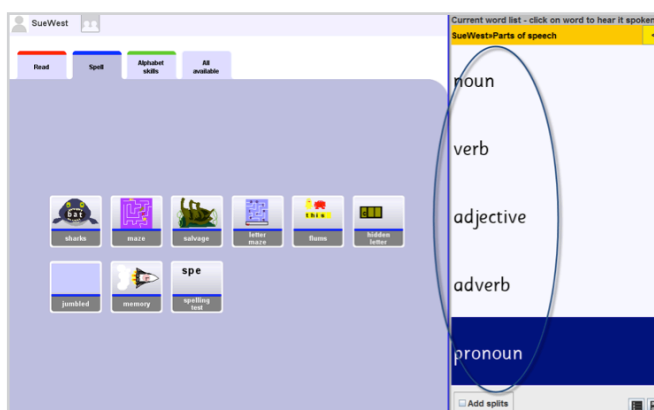 SueWest
Read
Spell
Alphabet
skills
All
available
bat
sharks
maze
salvage
letter
maze
this
flums
hidden
letter
jumbled
memory
spe
spelling
test
Current word list - click on word to hear it spoken
SueWest»Parts of speech
noun
verb
adjective
adverb
pronoun
Add splits